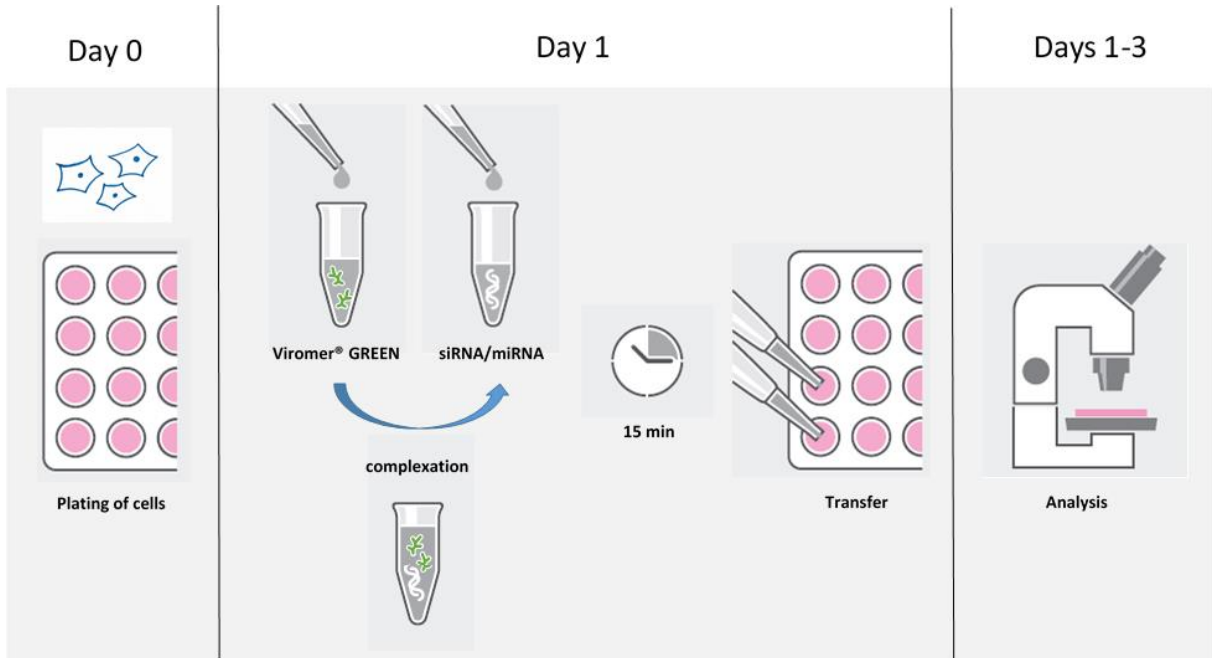 Day 0
Day 1
Days 1-3
Viromer® GREEN
siRNA/miRNA
15 min
complexation
Plating of cells
Transfer
Analysis